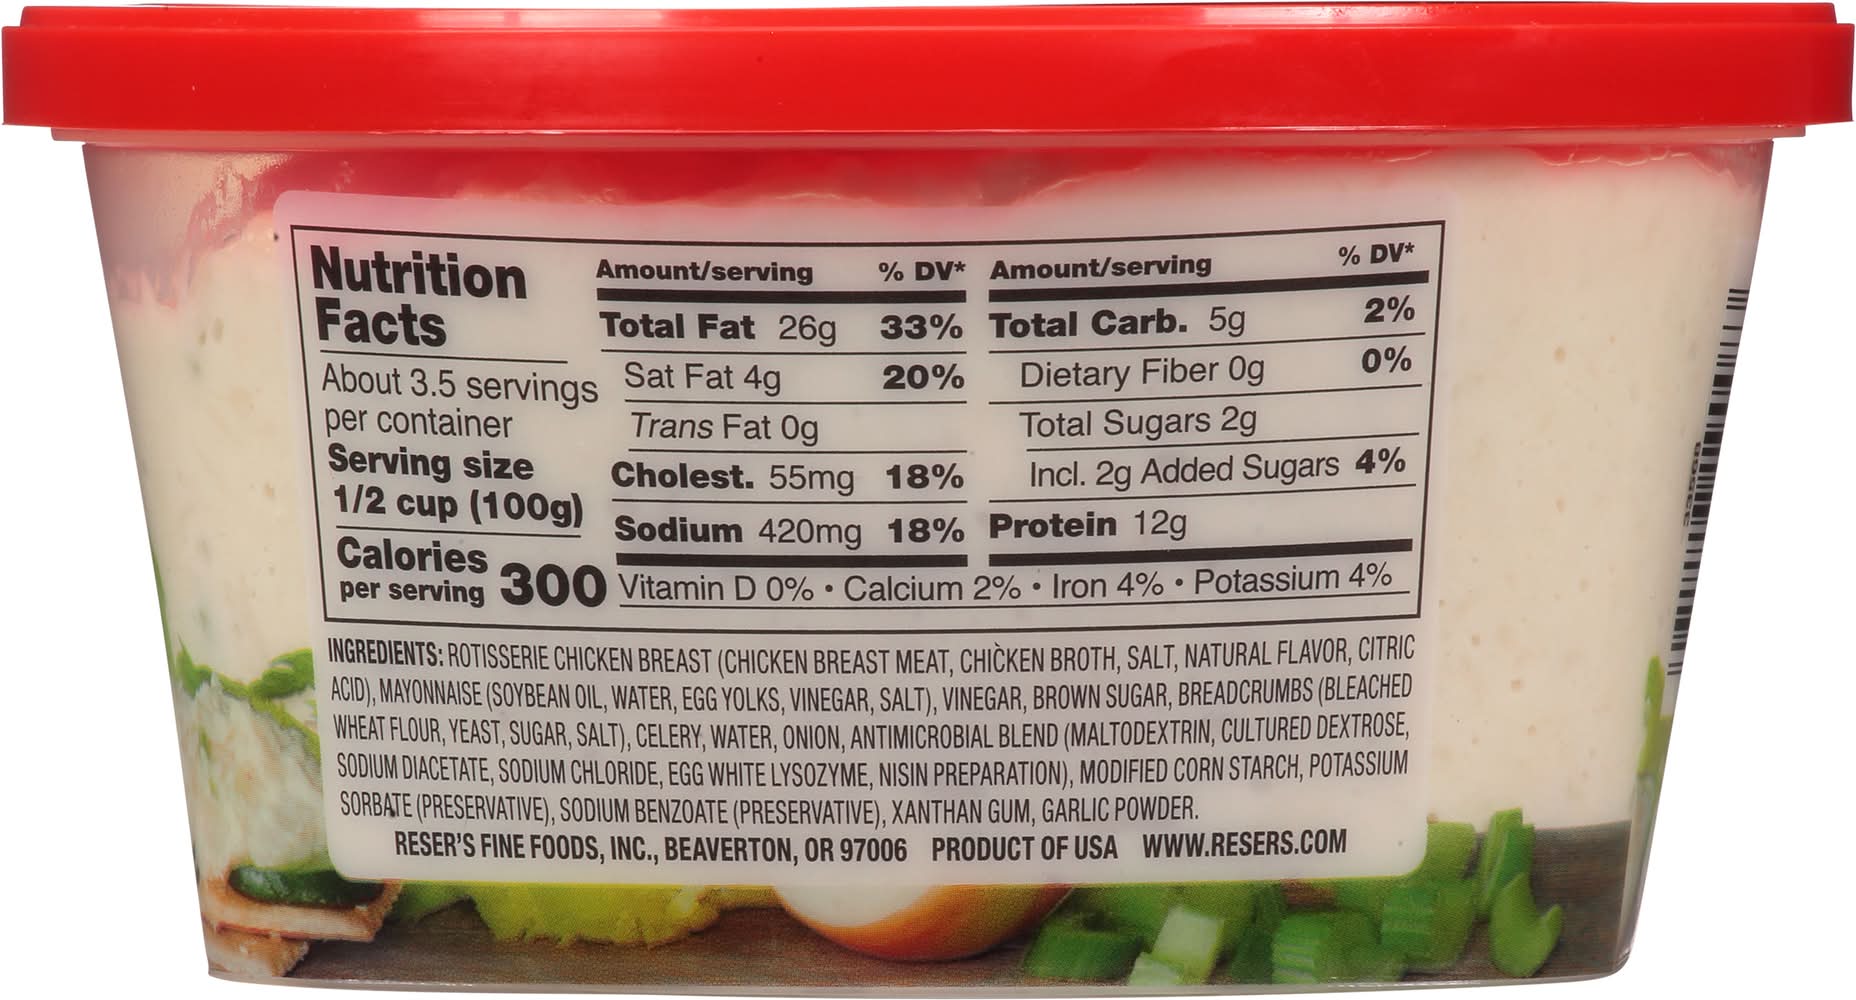 Nutrition
Facts
About 3.5 servings
per container
Serving size
1/2 cup (100g)
Calories
per serving 300
Amount/serving % DV*
Total Fat 26g 33%
Sat Fat 4g 20%
Trans Fat 0g
Cholest. 55mg 18%
Sodium 420mg 18%
Amount/serving % DV*
Total Carb. 5g 2%
Dietary Fiber 0g 0%
Total Sugars 2g
Incl. 2g Added Sugars 4%
Protein 12g
Vitamin D 0% • Calcium 2% • Iron 4% • Potassium 4%
INGREDIENTS: ROTISSERIE CHICKEN BREAST (CHICKEN BREAST MEAT, CHICKEN BROTH, SALT, NATURAL FLAVOR, CITRIC
ACID), MAYONNAISE (SOYBEAN OIL, WATER, EGG YOLKS, VINEGAR, SALT), VINEGAR, BROWN SUGAR, BREADCRUMBS (BLEACHED
WHEAT FLOUR, YEAST, SUGAR, SALT), CELERY, WATER, ONION, ANTIMICROBIAL BLEND (MALTODEXTRIN, CULTURED DEXTROSE,
SODIUM DIACETATE, SODIUM CHLORIDE, EGG WHITE LYSOZYME, NISIN PREPARATION), MODIFIED CORN STARCH, POTASSIUM
SORBATE (PRESERVATIVE), SODIUM BENZOATE (PRESERVATIVE), XANTHAN GUM, GARLIC POWDER.
RESER'S FINE FOODS, INC., BEAVERTON, OR 97006 PRODUCT OF USA WWW.RESERS.COM